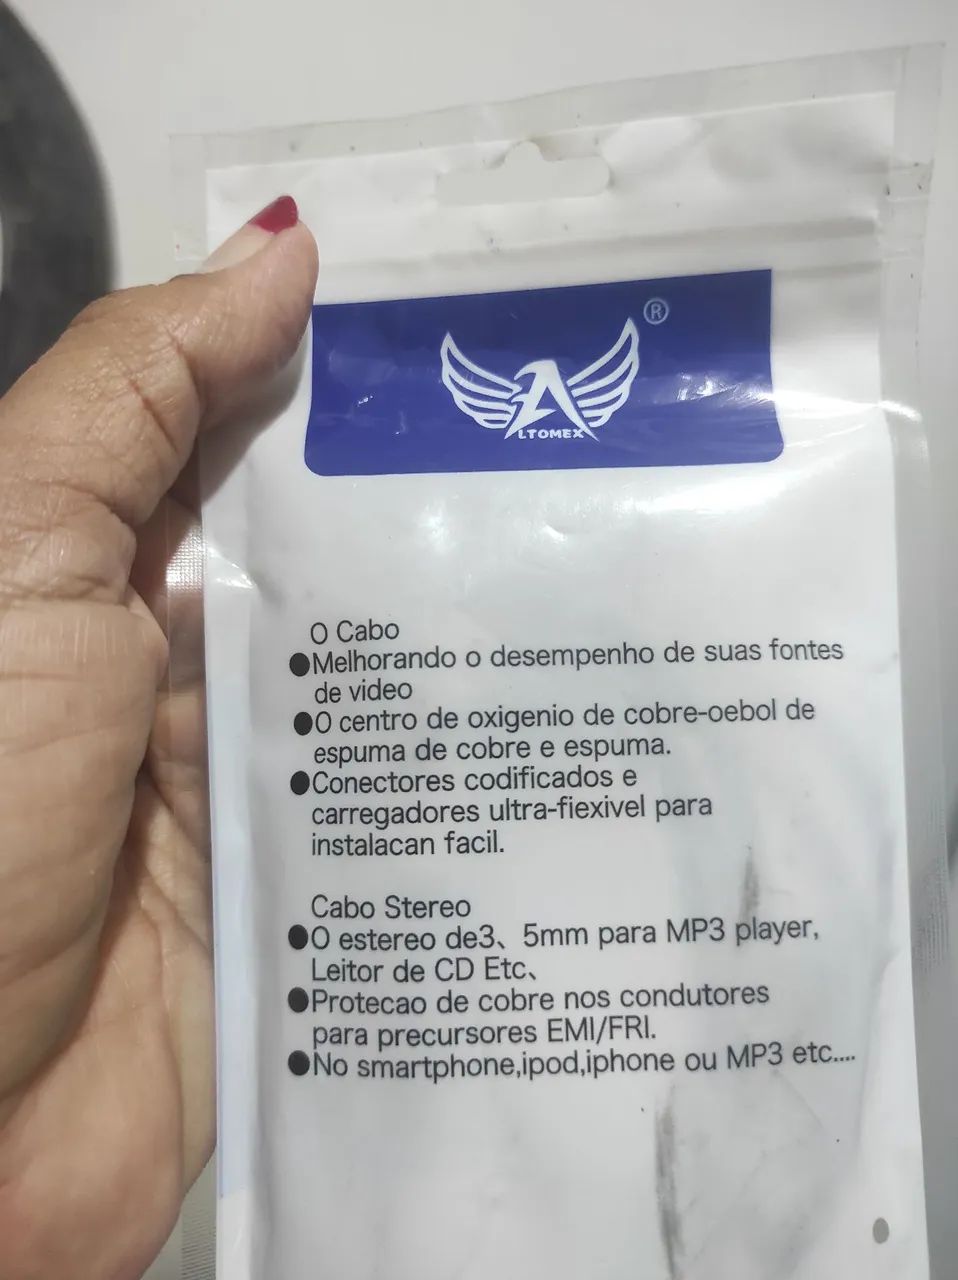 ®
ALTOMEX
O Cabo
●Melhorando o desempenho de suas fontes
de video
●O centro de oxigenio de cobre-oebol de
espuma de cobre e espuma.
●Conectores codificados e
carregadores ultra-fiexivel para
instalacan facil.
Cabo Stereo
●O estereo de3、5mm para MP3 player,
Leitor de CD Etc、
●Protecao de cobre nos condutores
para precursores EMI/FRI.
●No smartphone,ipod,iphone ou MP3 etc....